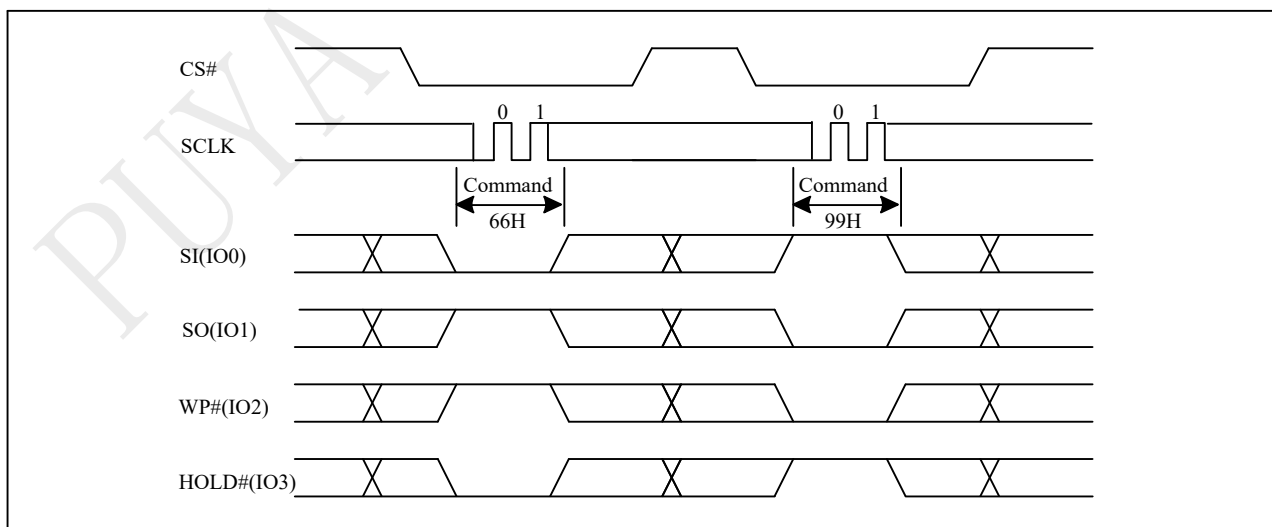 PUYA
CS#
0 1 0 1
SCLK
Command Command
66H 99H
SI(IO0)
SO(IO1)
WP#(IO2)
HOLD#(IO3)